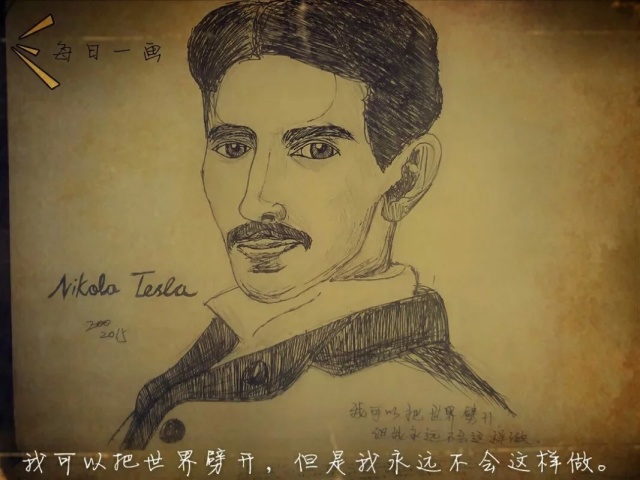 每日一画
Nikola Tesla
2015
我可以把世界劈开
但我永远不会这样做.
我可以把世界劈开，但是我永远不会这样做。